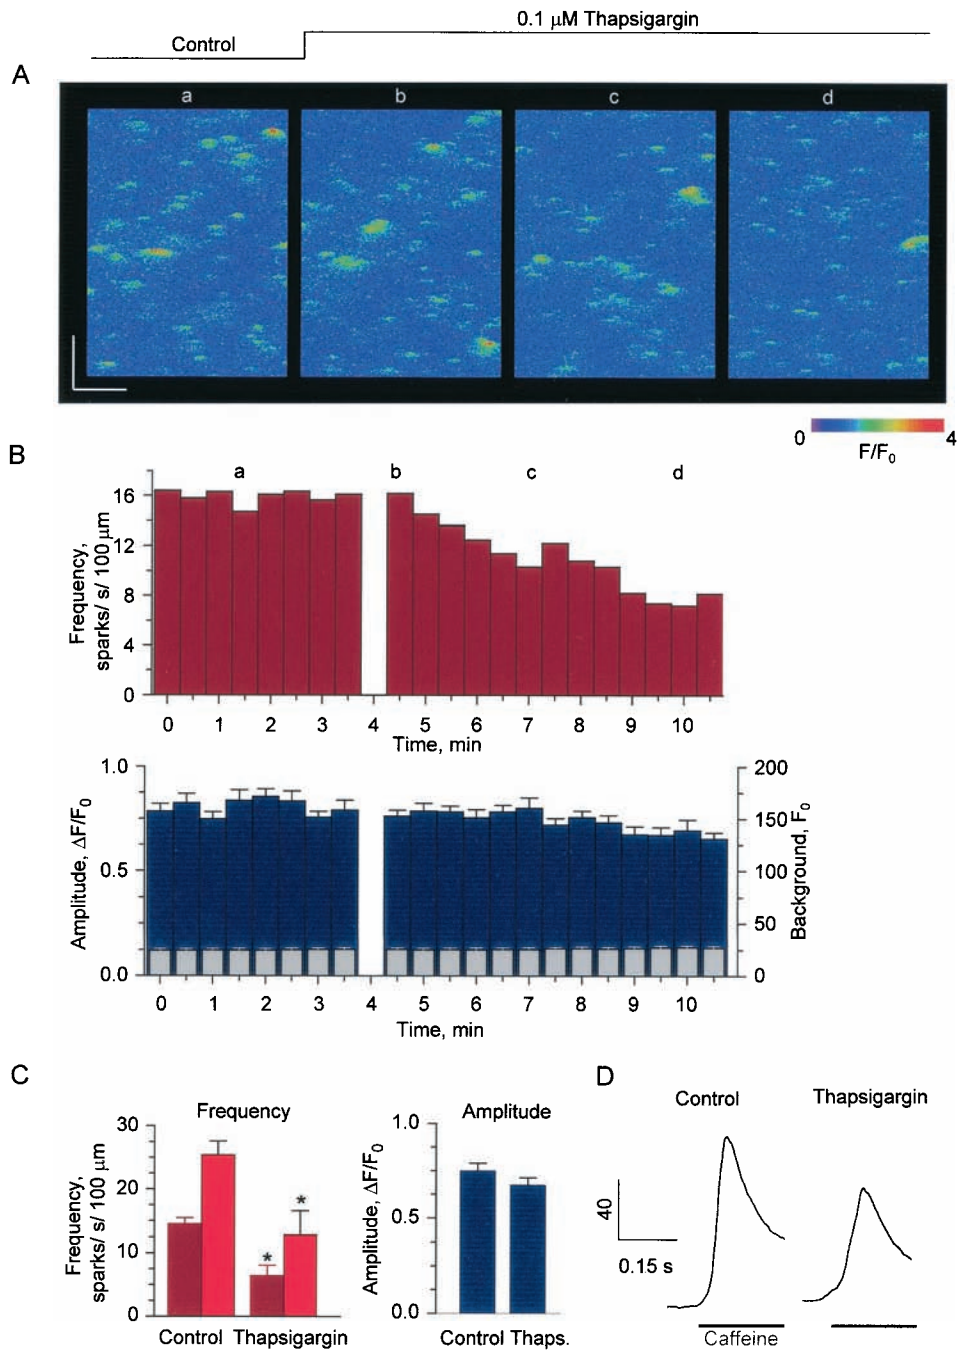 0.1 μM Thapsigargin
Control
A
a b c d
0 4
F/F0
B
a b c d
Frequency,
sparks/ s/ 100 μm
16
12
8
4
0
0 1 2 3 4 5 6 7 8 9 10
Time, min
Amplitude, ΔF/F0
1.0
0.5
0.0
Background, F0
200
150
100
50
0
0 1 2 3 4 5 6 7 8 9 10
Time, min
C
Frequency
Frequency,
sparks/ s/ 100 μm
30
20
10
0
* *
Control Thapsigargin
Amplitude
Amplitude, ΔF/F0
1.0
0.5
0.0
Control Thaps.
D
Control Thapsigargin
40
0.15 s
Caffeine